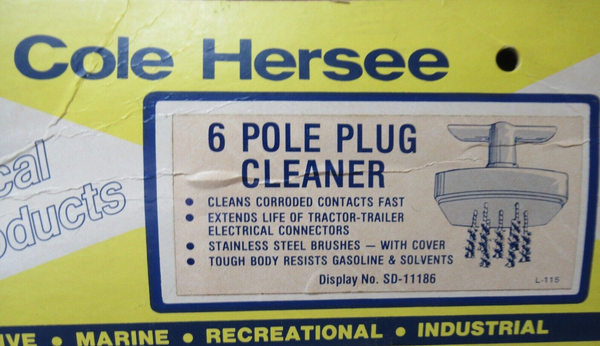 Cole Hersee
cal
oducts
6 POLE PLUG
CLEANER
• CLEANS CORRODED CONTACTS FAST
• EXTENDS LIFE OF TRACTOR-TRAILER
ELECTRICAL CONNECTORS
• STAINLESS STEEL BRUSHES — WITH COVER
• TOUGH BODY RESISTS GASOLINE & SOLVENTS
Display No. SD-11186
L-115
IVE • MARINE • RECREATIONAL • INDUSTRIAL